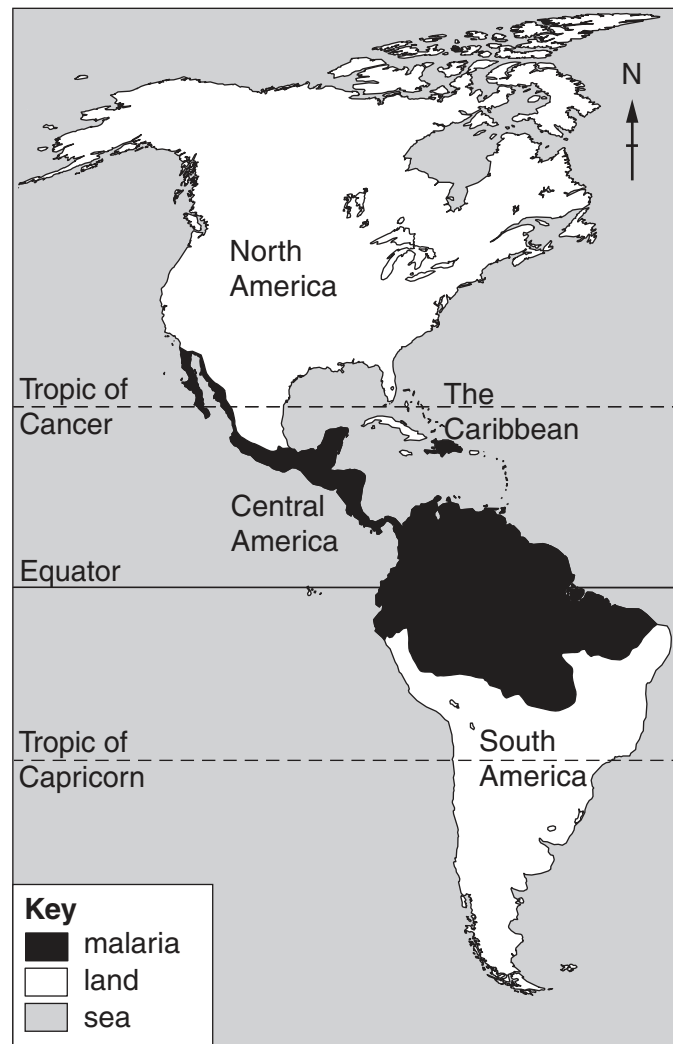 N
North
America
Tropic of
Cancer
The
Caribbean
Central
America
Equator
Tropic of
Capricorn
South
America
Key
malaria
land
sea